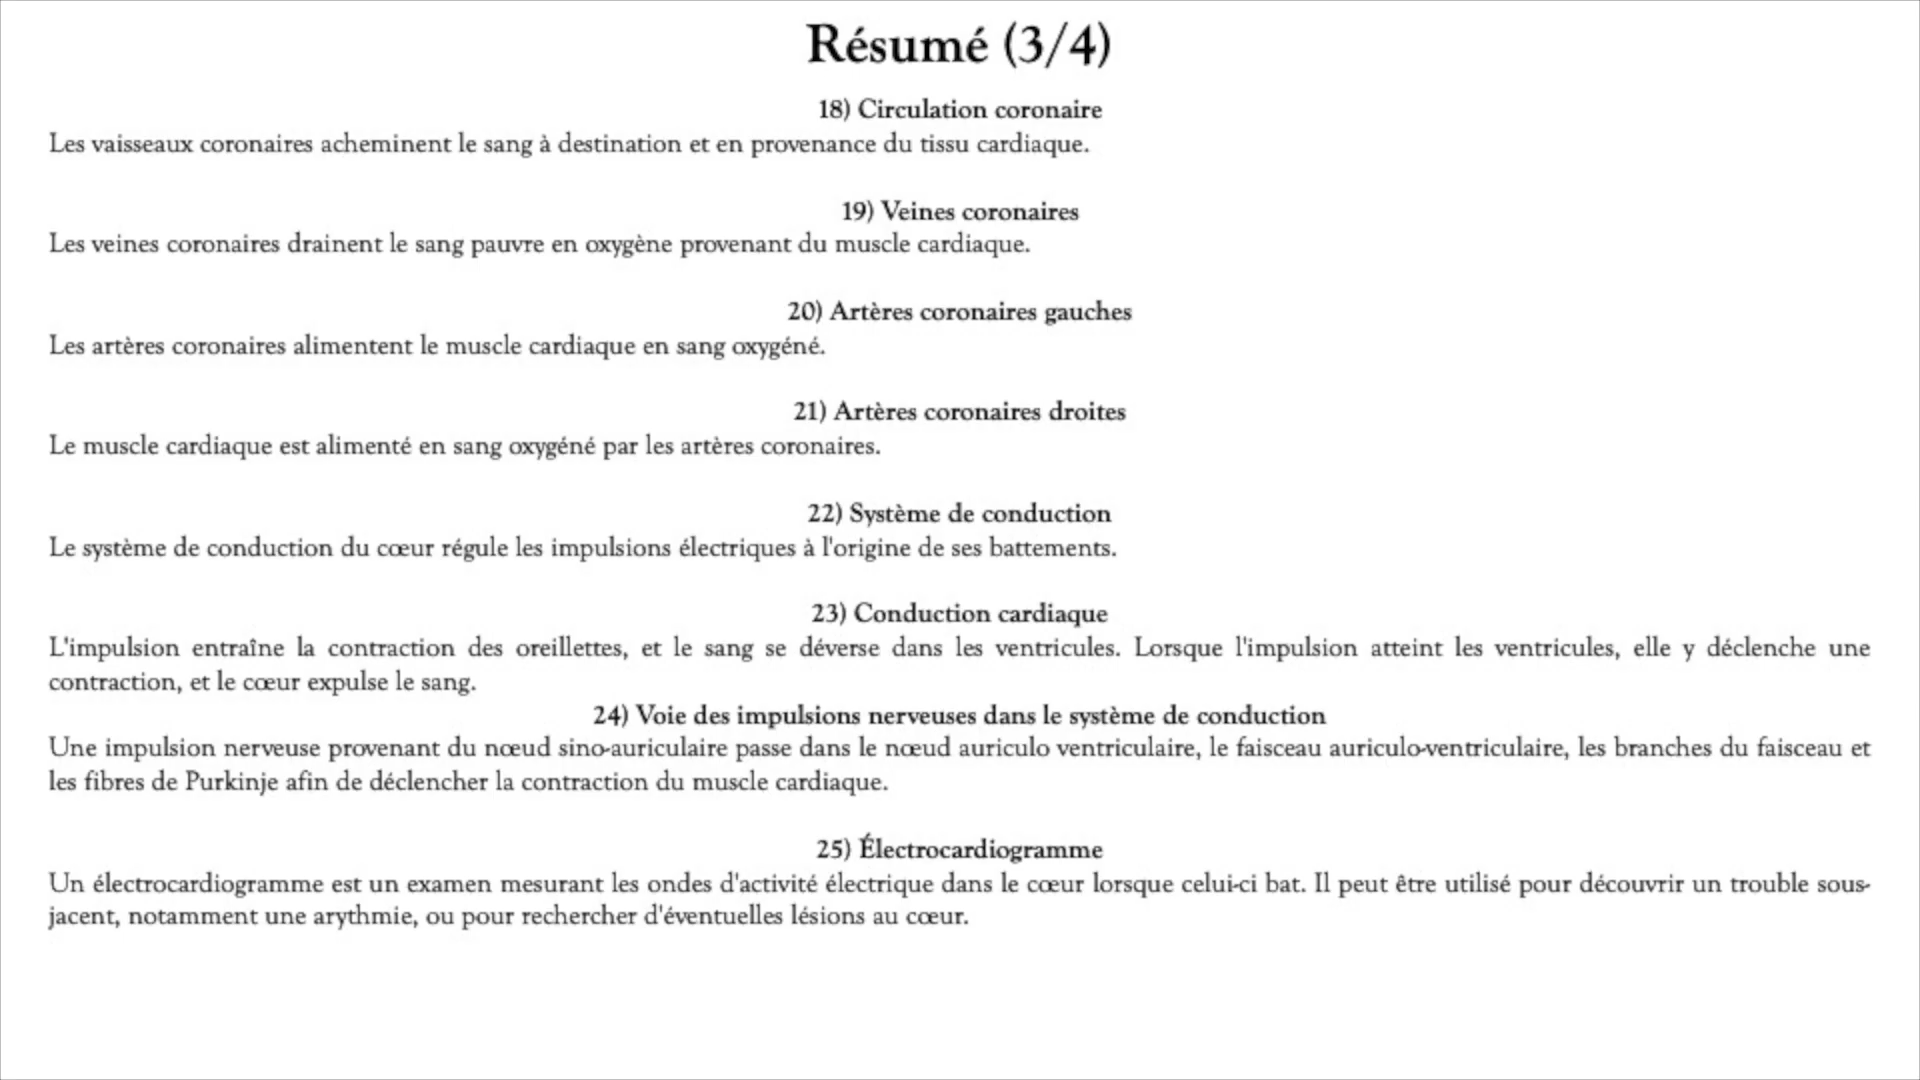 Résumé (3/4)
18) Circulation coronaire
Les vaisseaux coronaires acheminent le sang à destination et en provenance du tissu cardiaque.
19) Veines coronaires
Les veines coronaires drainent le sang pauvre en oxygène provenant du muscle cardiaque.
20) Artères coronaires gauches
Les artères coronaires alimentent le muscle cardiaque en sang oxygéné.
21) Artères coronaires droites
Le muscle cardiaque est alimenté en sang oxygéné par les artères coronaires.
22) Système de conduction
Le système de conduction du cœur régule les impulsions électriques à l'origine de ses battements.
23) Conduction cardiaque
L'impulsion entraîne la contraction des oreillettes, et le sang se déverse dans les ventricules. Lorsque l'impulsion atteint les ventricules, elle y déclenche une
contraction, et le cœur expulse le sang.
24) Voie des impulsions nerveuses dans le système de conduction
Une impulsion nerveuse provenant du nœud sino-auriculaire passe dans le nœud auriculo ventriculaire, le faisceau auriculo-ventriculaire, les branches du faisceau et
les fibres de Purkinje afin de déclencher la contraction du muscle cardiaque.
25) Électrocardiogramme
Un électrocardiogramme est un examen mesurant les ondes d'activité électrique dans le cœur lorsque celui-ci bat. Il peut être utilisé pour découvrir un trouble sous-
jacent, notamment une arythmie, ou pour rechercher d'éventuelles lésions au cœur.